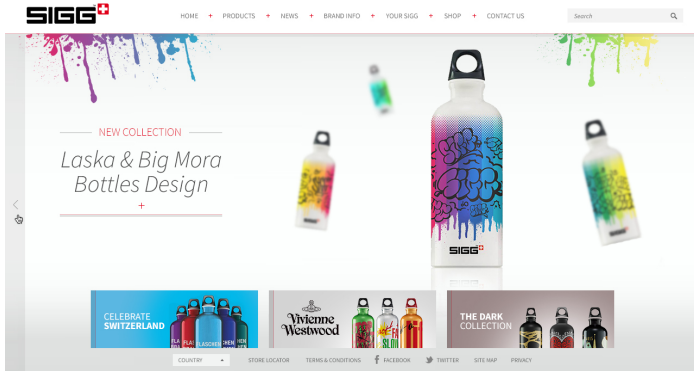 SIGG
HOME + PRODUCTS + NEWS + BRAND INFO + YOUR SIGG + SHOP + CONTACT US
Search
NEW COLLECTION
Laska & Big Mora
Bottles Design
+
SIGG
CELEBRATE
SWITZERLAND
Vivienne
Westwood
THE DARK
COLLECTION
COUNTRY
STORE LOCATOR TERMS & CONDITIONS FACEBOOK TWITTER SITE MAP PRIVACY